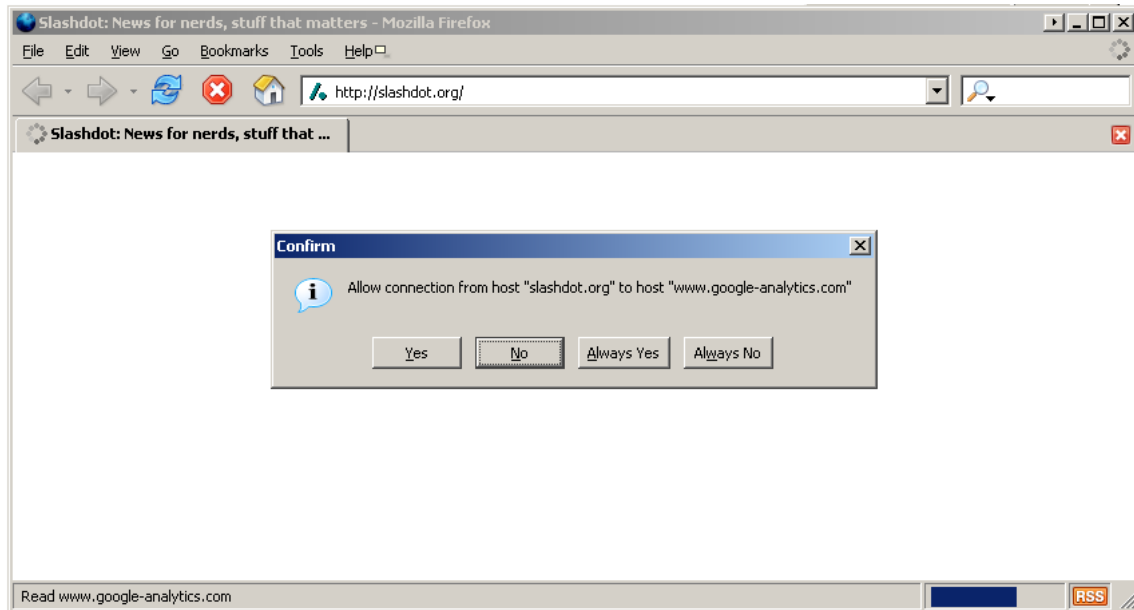 Slashdot: News for nerds, stuff that matters - Mozilla Firefox
File Edit View Go Bookmarks Tools Help
http://slashdot.org/
Slashdot: News for nerds, stuff that ...
Confirm
Allow connection from host "slashdot.org" to host "www.google-analytics.com"
Yes No Always Yes Always No
Read www.google-analytics.com RSS